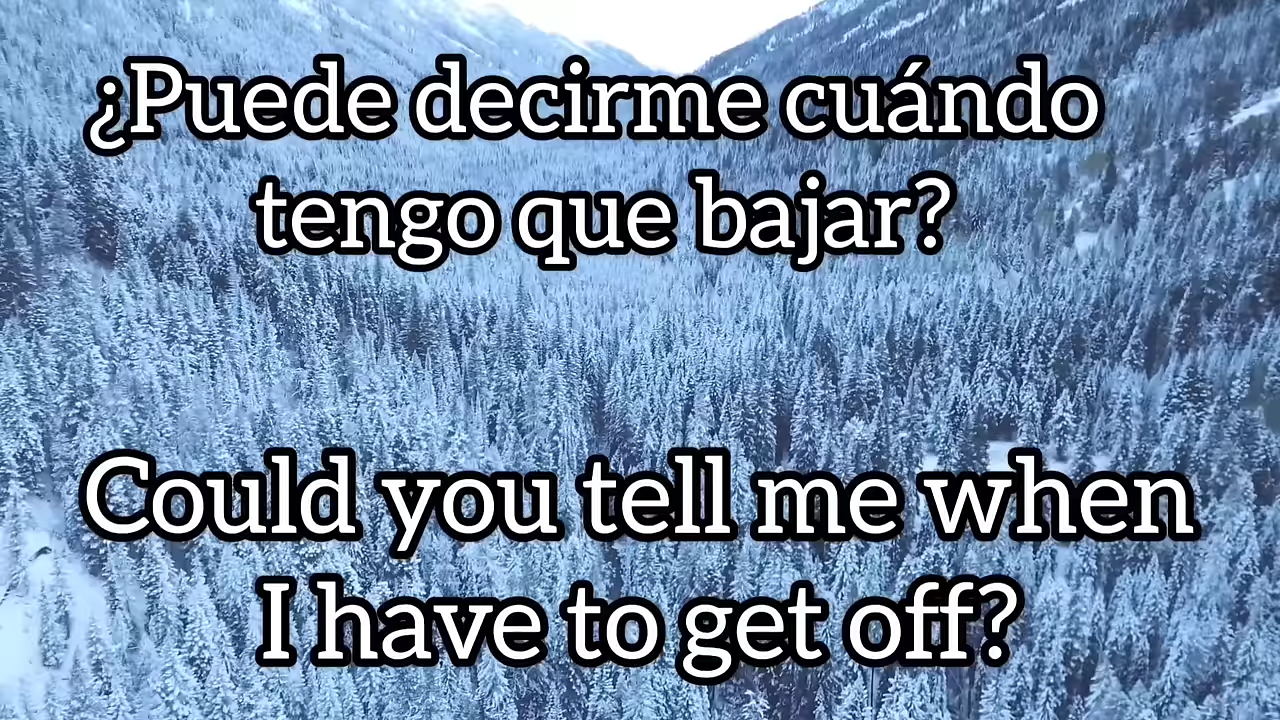 ¿Puede decirme cuándo
tengo que bajar?
Could you tell me when
I have to get off?